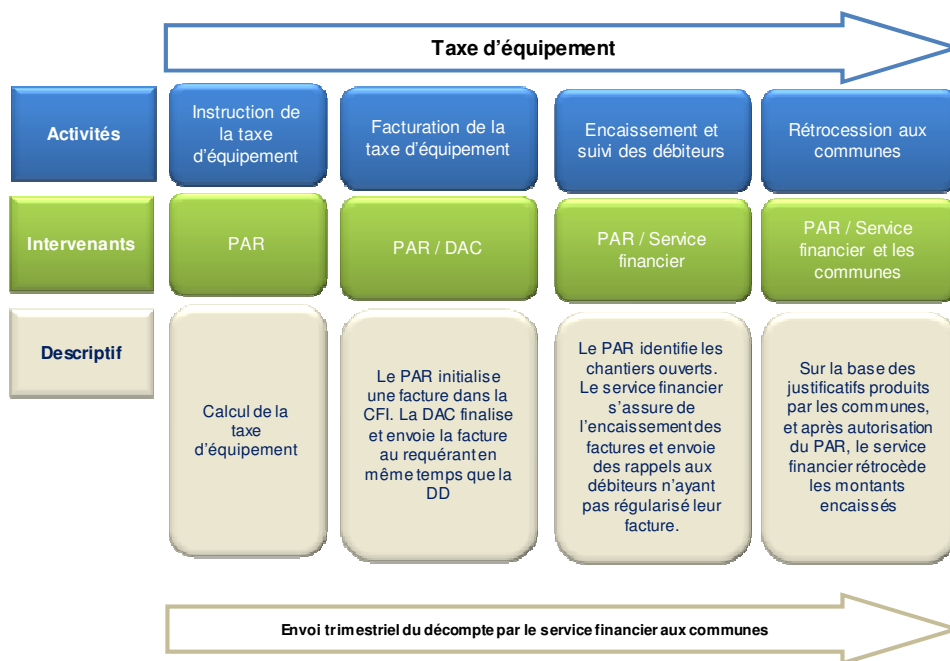 Taxe d'équipement
Activités
Instruction de
la taxe
d'équipement
Facturation de la
taxe d'équipement
Encaissement et
suivi des débiteurs
Rétrocession aux
communes
Intervenants
PAR
PAR / DAC
PAR / Service
financier
PAR / Service
financier et les
communes
Descriptif
Calcul de la
taxe
d'équipement
Le PAR initialise
une facture dans la
CFI. La DAC finalise
et envoie la facture
au requérant en
même temps que la
DD
Le PAR identifie les
chantiers ouverts.
Le service financier
s'assure de
l'encaissement des
factures et envoie
des rappels aux
débiteurs n'ayant
pas régularisé leur
facture.
Sur la base des
justificatifs produits
par les communes,
et après autorisation
du PAR, le service
financier rétrocède
les montants
encaissés
Envoi trimestriel du décompte par le service financier aux communes